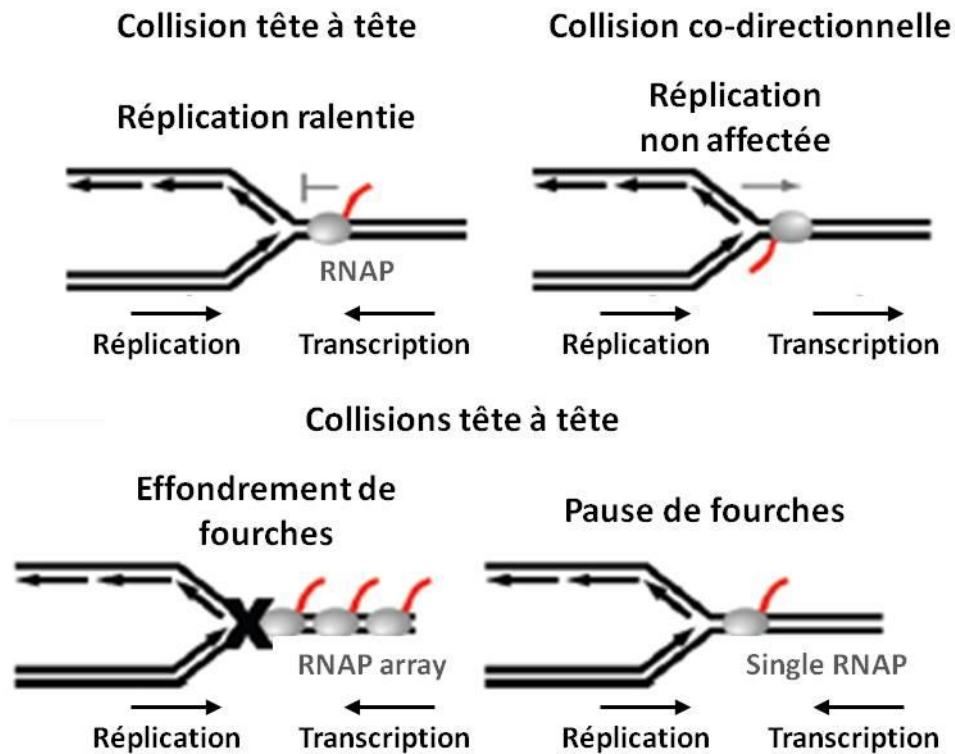 Collision tête à tête
Collision co-directionnelle
Réplication ralentie
Réplication
non affectée
RNAP
Réplication
Transcription
Réplication
Transcription
Collisions tête à tête
Effondrement de
fourches
Pause de fourches
X
RNAP array
Single RNAP
Réplication
Transcription
Réplication
Transcription